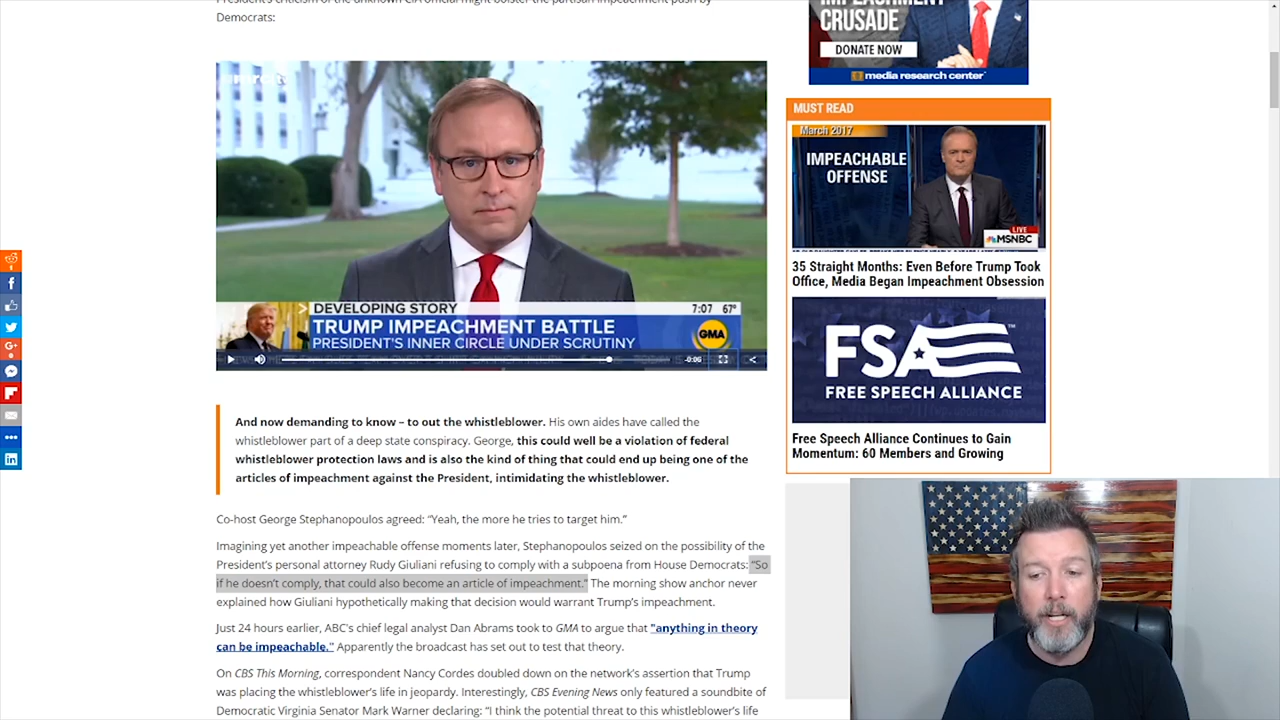 President's criticism of the unknown CIA official might bolster the partisan impeachment push by
Democrats:
DEVELOPING STORY
7:07 67°
TRUMP IMPEACHMENT BATTLE
PRESIDENT'S INNER CIRCLE UNDER SCRUTINY
GMA
-0:06
And now demanding to know – to out the whistleblower. His own aides have called the
whistleblower part of a deep state conspiracy. George, this could well be a violation of federal
whistleblower protection laws and is also the kind of thing that could end up being one of the
articles of impeachment against the President, intimidating the whistleblower.
Co-host George Stephanopoulos agreed: “Yeah, the more he tries to target him.”
Imagining yet another impeachable offense moments later, Stephanopoulos seized on the possibility of the
President's personal attorney Rudy Giuliani refusing to comply with a subpoena from House Democrats: “So
if he doesn't comply, that could also become an article of impeachment.” The morning show anchor never
explained how Giuliani hypothetically making that decision would warrant Trump's impeachment.
Just 24 hours earlier, ABC's chief legal analyst Dan Abrams took to GMA to argue that "anything in theory
can be impeachable." Apparently the broadcast has set out to test that theory.
On CBS This Morning, correspondent Nancy Cordes doubled down on the network's assertion that Trump
was placing the whistleblower's life in jeopardy. Interestingly, CBS Evening News only featured a soundbite of
Democratic Virginia Senator Mark Warner declaring: “I think the potential threat to this whistleblower's life
IMPEACHMENT
CRUSADE
DONATE NOW
media research center
MUST READ
March 2017
IMPEACHABLE
OFFENSE
LIVE
MSNBC
35 Straight Months: Even Before Trump Took
Office, Media Began Impeachment Obsession
FSA™
FREE SPEECH ALLIANCE
Free Speech Alliance Continues to Gain
Momentum: 60 Members and Growing